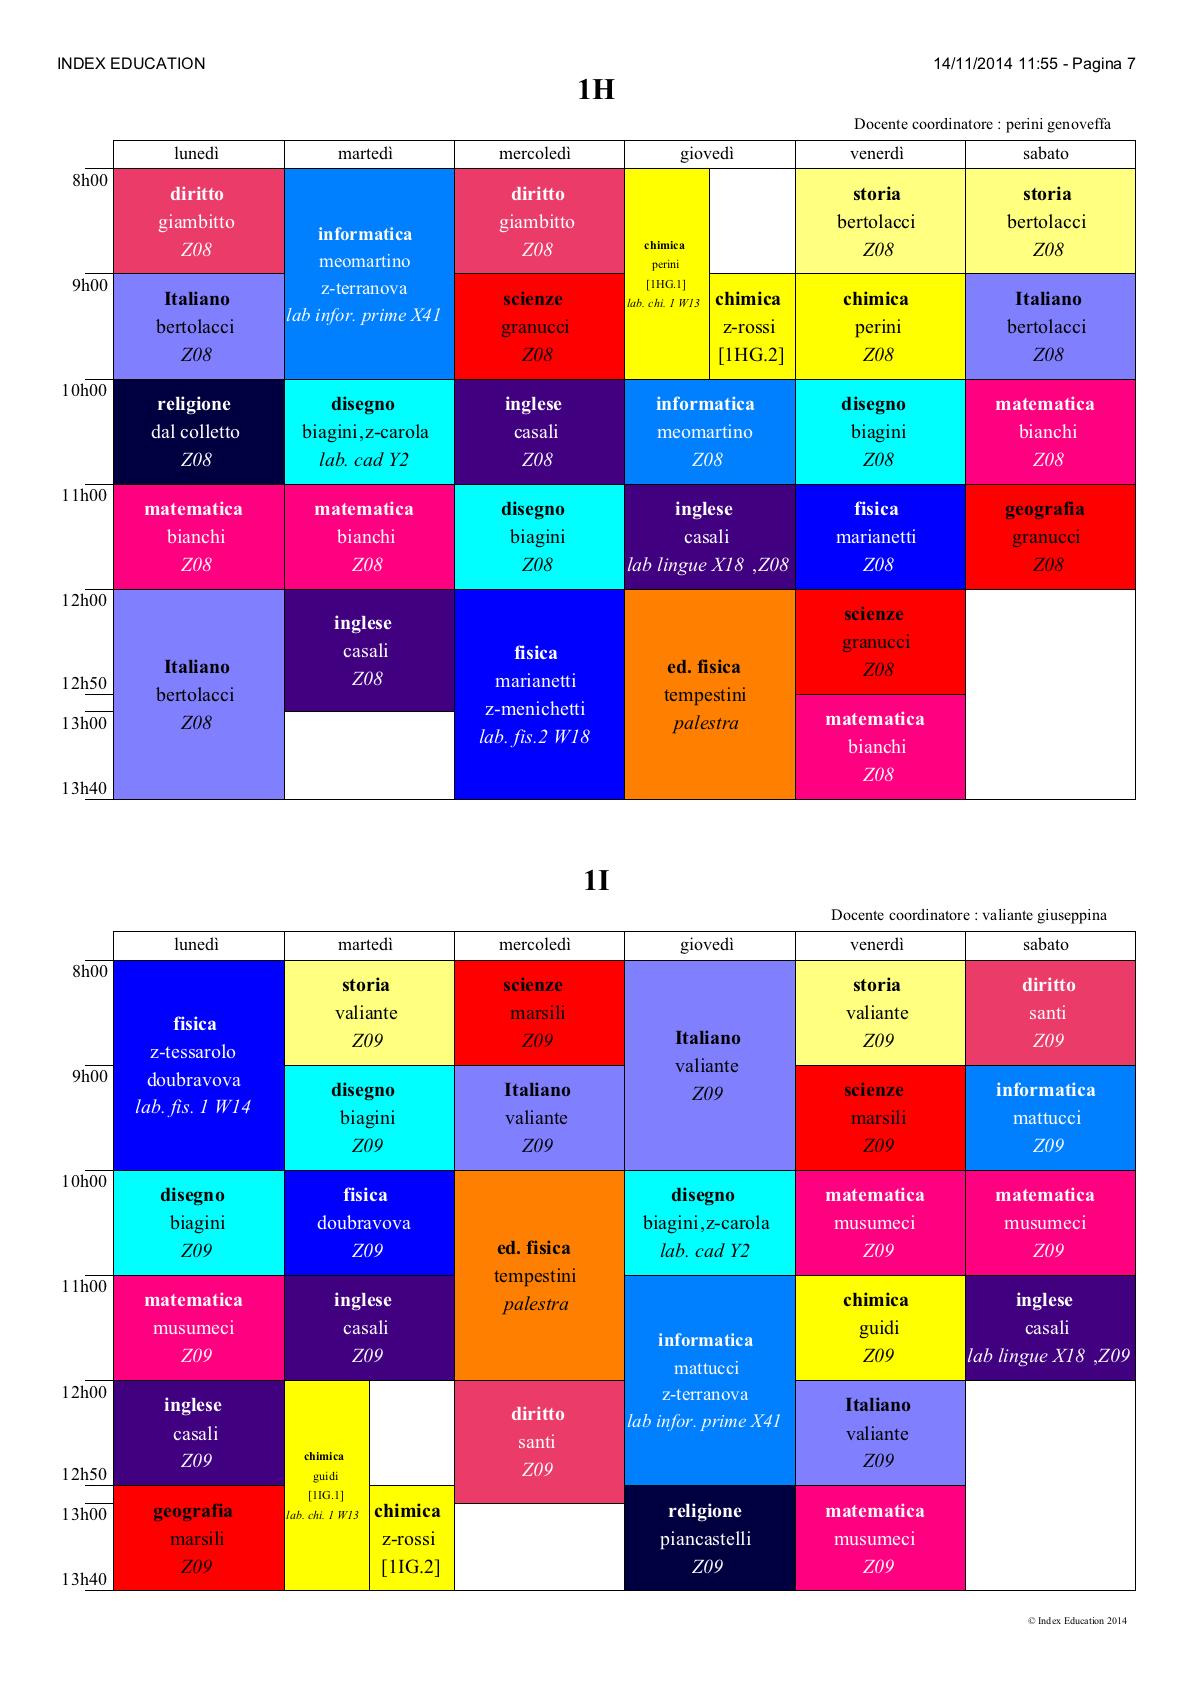 INDEX EDUCATION
14/11/2014 11:55 - Pagina 7
1H
Docente coordinatore : perini genoveffa
lunedì martedì mercoledì giovedì venerdì sabato
8h00
diritto
giambitto
Z08
informatica
meomartino
z-terranova
lab infor. prime X41
diritto
giambitto
Z08
chimica
perini
[1HG.1]
lab. chi. 1 W13
storia
bertolacci
Z08
storia
bertolacci
Z08
9h00
Italiano
bertolacci
Z08
scienze
granucci
Z08
chimica
z-rossi
[1HG.2]
chimica
perini
Z08
Italiano
bertolacci
Z08
10h00
religione
dal colletto
Z08
disegno
biagini,z-carola
lab. cad Y2
inglese
casali
Z08
informatica
meomartino
Z08
disegno
biagini
Z08
matematica
bianchi
Z08
11h00
matematica
bianchi
Z08
matematica
bianchi
Z08
disegno
biagini
Z08
inglese
casali
lab lingue X18 ,Z08
fisica
marianetti
Z08
geografia
granucci
Z08
12h00
Italiano
bertolacci
Z08
inglese
casali
Z08
fisica
marianetti
z-menichetti
lab. fis.2 W18
ed. fisica
tempestini
palestra
scienze
granucci
Z08
12h50
13h00
matematica
bianchi
Z08
13h40
1I
Docente coordinatore : valiante giuseppina
lunedì martedì mercoledì giovedì venerdì sabato
8h00
fisica
z-tessarolo
doubravova
lab. fis. 1 W14
storia
valiante
Z09
scienze
marsili
Z09
Italiano
valiante
Z09
storia
valiante
Z09
diritto
santi
Z09
9h00
disegno
biagini
Z09
Italiano
valiante
Z09
scienze
marsili
Z09
informatica
mattucci
Z09
10h00
disegno
biagini
Z09
fisica
doubravova
Z09
ed. fisica
tempestini
palestra
disegno
biagini,z-carola
lab. cad Y2
matematica
musumeci
Z09
matematica
musumeci
Z09
11h00
matematica
musumeci
Z09
inglese
casali
Z09
informatica
mattucci
z-terranova
lab infor. prime X41
chimica
guidi
Z09
inglese
casali
lab lingue X18 ,Z09
12h00
inglese
casali
Z09
chimica
guidi
[1IG.1]
lab. chi. 1 W13
diritto
santi
Z09
Italiano
valiante
Z09
12h50
13h00
geografia
marsili
Z09
chimica
z-rossi
[1IG.2]
religione
piancastelli
Z09
matematica
musumeci
Z09
13h40
© Index Education 2014